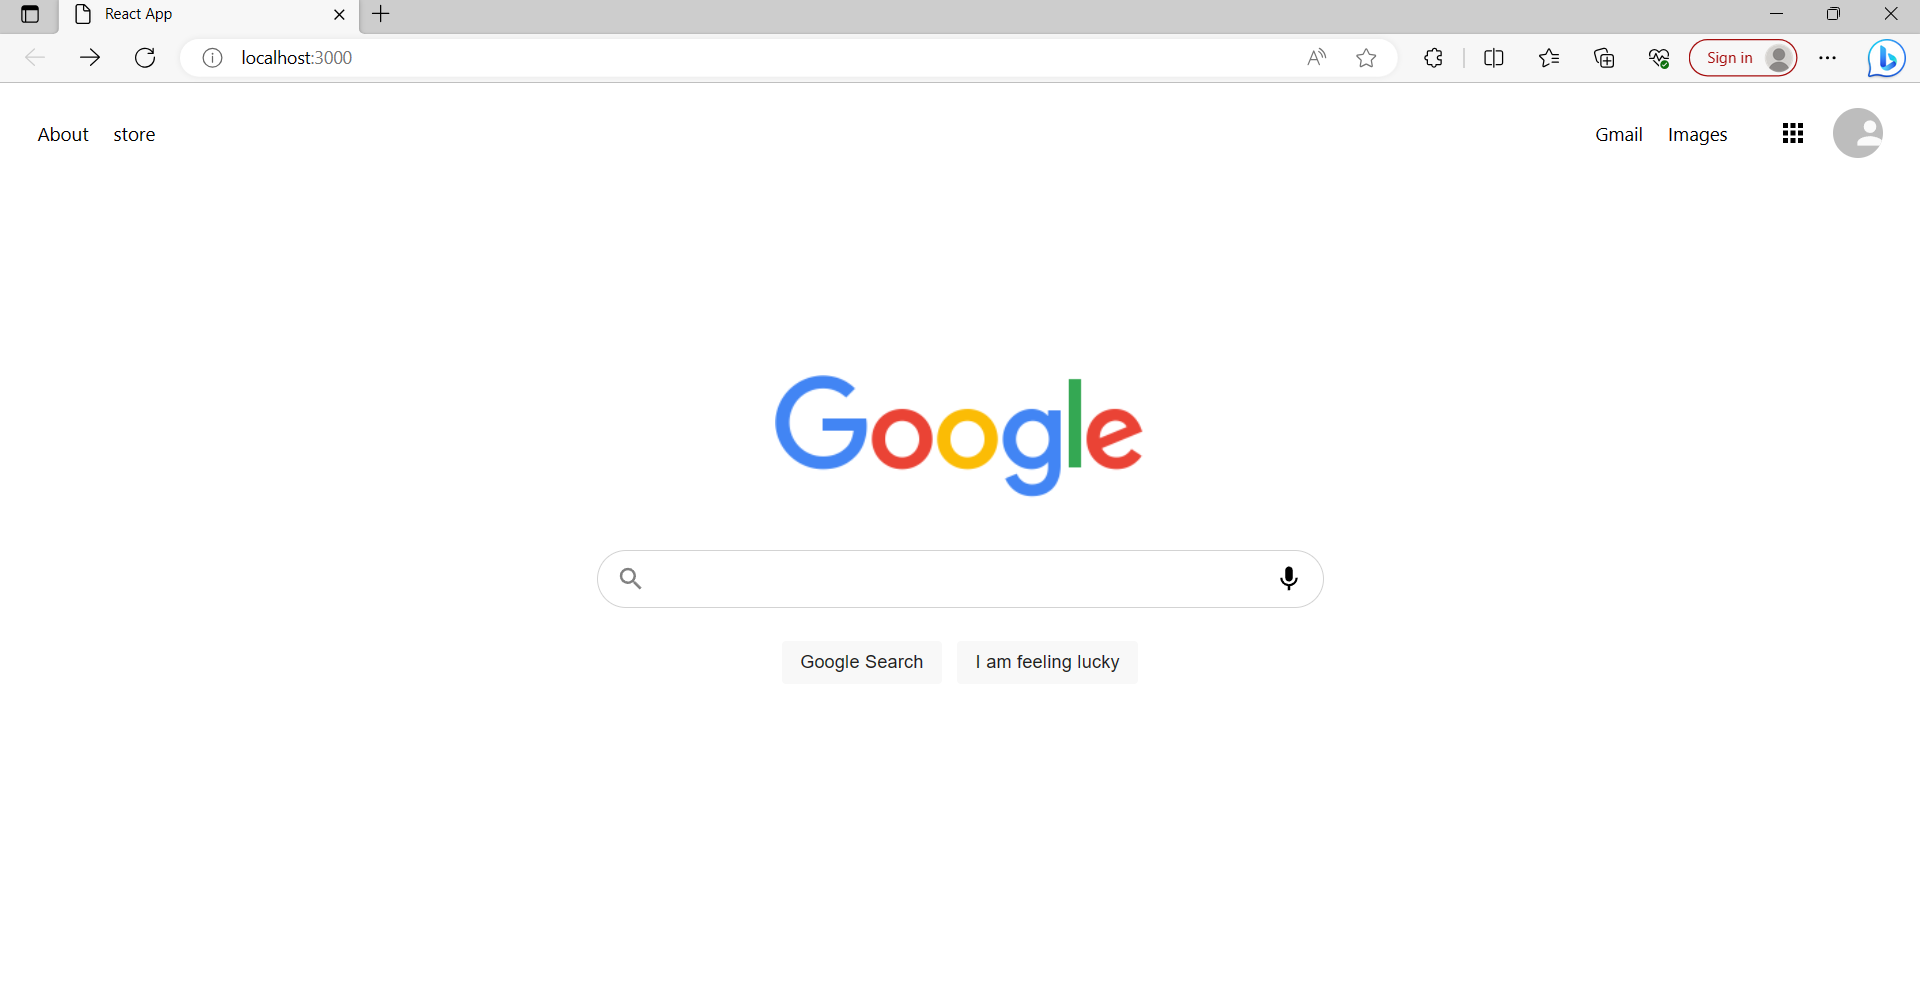 React App
localhost:3000
Sign in
About store
Gmail Images
Google
Google Search I am feeling lucky